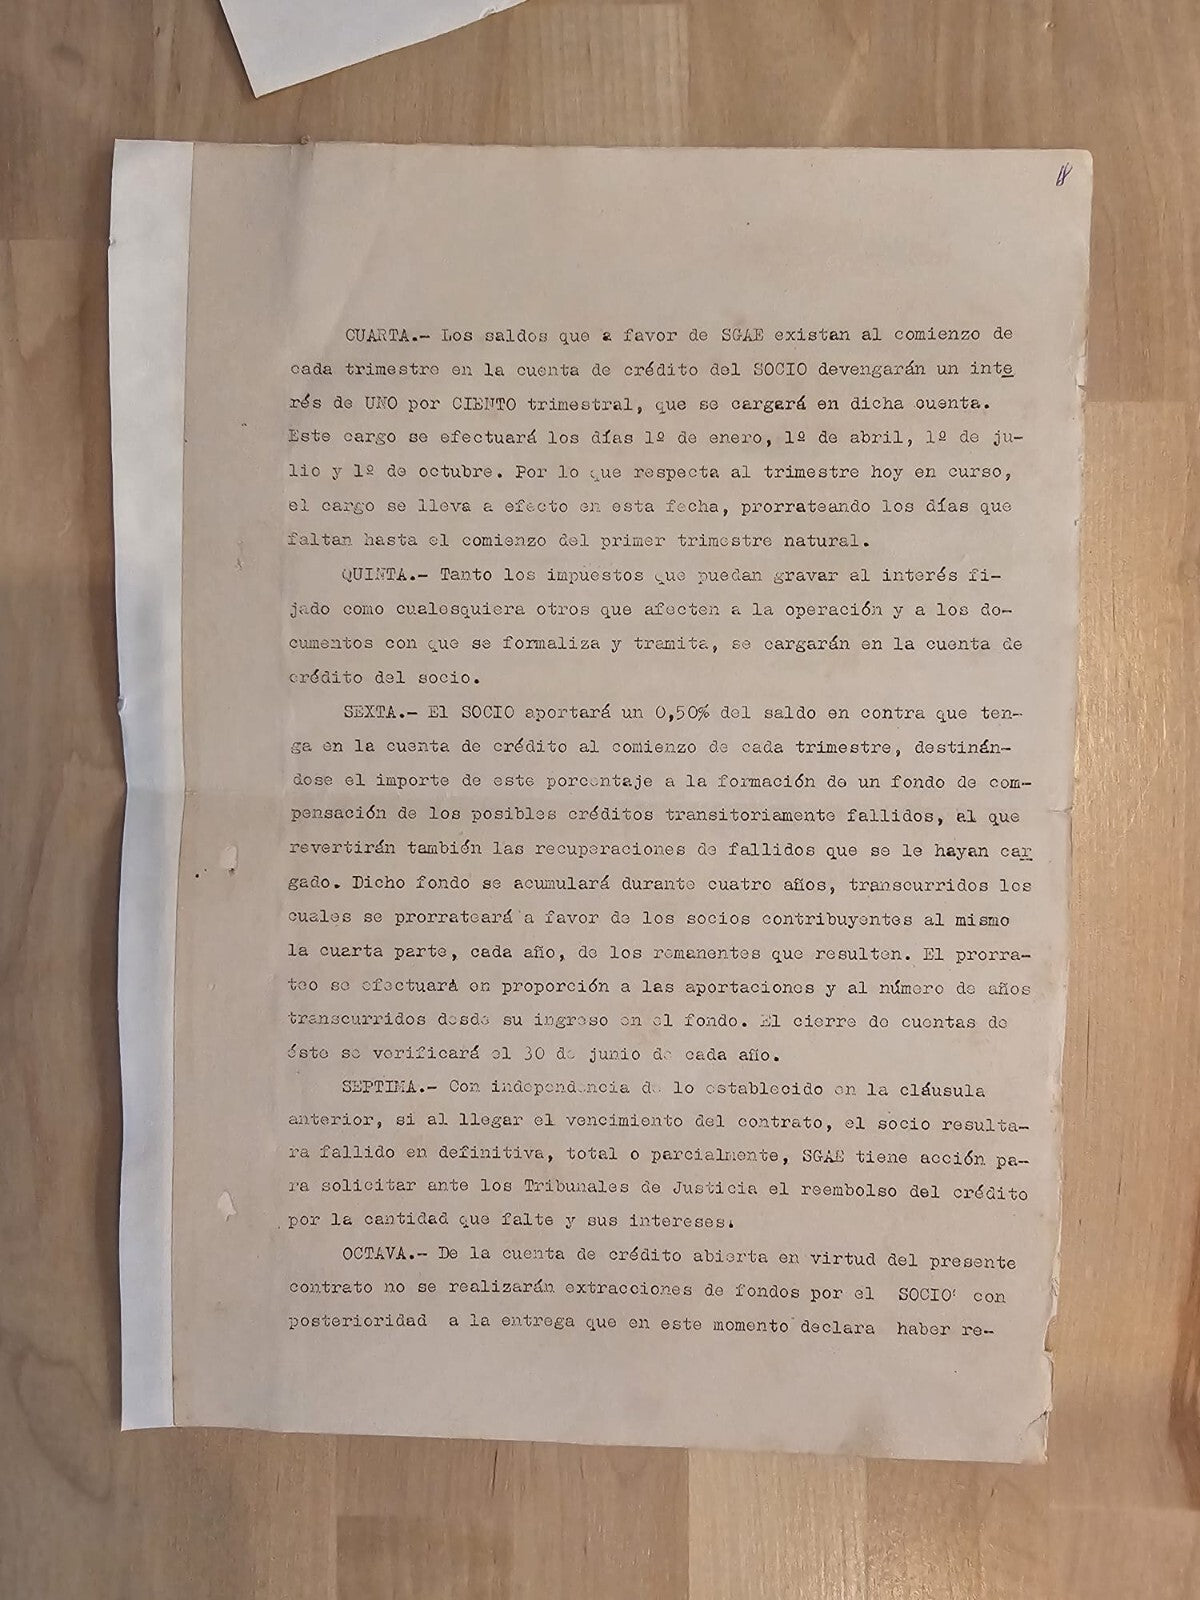 CUARTA.- Los saldos que a favor de SGAE existan al comienzo de
cada trimestre en la cuenta de crédito del SOCIO devengarán un inte
rés de UNO por CIENTO trimestral, que se cargará en dicha cuenta.
Este cargo se efectuará los días 1º de enero, 1º de abril, 1º de ju-
lio y 1º de octubre. Por lo que respecta al trimestre hoy en curso,
el cargo se lleva a efecto en esta fecha, prorrateando los días que
faltan hasta el comienzo del primer trimestre natural.
QUINTA.- Tanto los impuestos que puedan gravar al interés fi-
jado como cualesquiera otros que afecten a la operación y a los do-
cumentos con que se formaliza y tramita, se cargarán en la cuenta de
crédito del socio.
SEXTA.- El SOCIO aportará un 0,50% del saldo en contra que ten-
ga en la cuenta de crédito al comienzo de cada trimestre, destinán-
dose el importe de este porcentaje a la formación de un fondo de com-
pensación de los posibles créditos transitoriamente fallidos, al que
revertirán también las recuperaciones de fallidos que se le hayan car
gado. Dicho fondo se acumulará durante cuatro años, transcurridos los
cuales se prorrateará a favor de los socios contribuyentes al mismo
la cuarta parte, cada año, de los remanentes que resulten. El prorra-
teo se efectuará en proporción a las aportaciones y al número de años
transcurridos desde su ingreso en el fondo. El cierre de cuentas de
éste se verificará el 30 de junio de cada año.
SEPTIMA.- Con independencia de lo establecido en la cláusula
anterior, si al llegar el vencimiento del contrato, el socio resulta-
ra fallido en definitiva, total o parcialmente, SGAE tiene acción pa-
ra solicitar ante los Tribunales de Justicia el reembolso del crédito
por la cantidad que falte y sus intereses.
OCTAVA.- De la cuenta de crédito abierta en virtud del presente
contrato no se realizarán extracciones de fondos por el SOCIO con
posterioridad a la entrega que en este momento declara haber re-